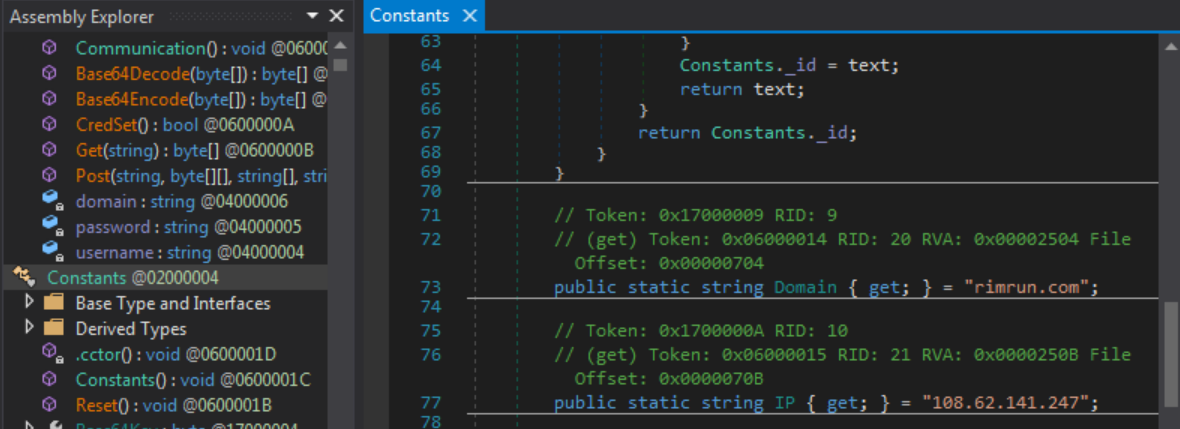 Assembly Explorer
Communication() : void @0600
Base64Decode(byte[]) : byte[] @
Base64Encode(byte[]) : byte[] @
CredSet() : bool @0600000A
Get(string) : byte[] @0600000B
Post(string, byte[][], string[], stri
domain : string @04000006
password : string @04000005
username : string @04000004
Constants @02000004
Base Type and Interfaces
Derived Types
.cctor() : void @0600001D
Constants() : void @0600001C
Reset() : void @0600001B
Constants
63 }
64 Constants._id = text;
65 return text;
66 }
67 return Constants._id;
68 }
69 }
70
71 // Token: 0x17000009 RID: 9
72 // (get) Token: 0x06000014 RID: 20 RVA: 0x00002504 File
Offset: 0x00000704
73 public static string Domain { get; } = "rimrun.com";
74
75 // Token: 0x1700000A RID: 10
76 // (get) Token: 0x06000015 RID: 21 RVA: 0x0000250B File
Offset: 0x0000070B
77 public static string IP { get; } = "108.62.141.247";
78